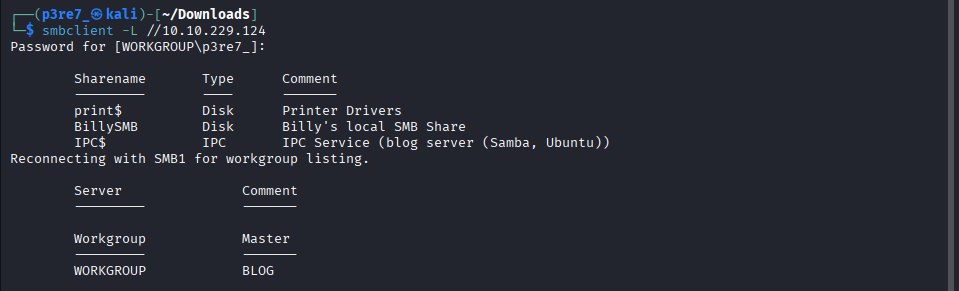 ┌──(p3re7_㉿kali)-[~/Downloads]
└─$ smbclient -L //10.10.229.124
Password for [WORKGROUP\p3re7_]:
Sharename       Type      Comment
---------       ----      -------
print$          Disk      Printer Drivers
BillySMB        Disk      Billy's local SMB Share
IPC$            IPC       IPC Service (blog server (Samba, Ubuntu))
Reconnecting with SMB1 for workgroup listing.
Server               Comment
---------            -------
Workgroup            Master
---------            -------
WORKGROUP            BLOG